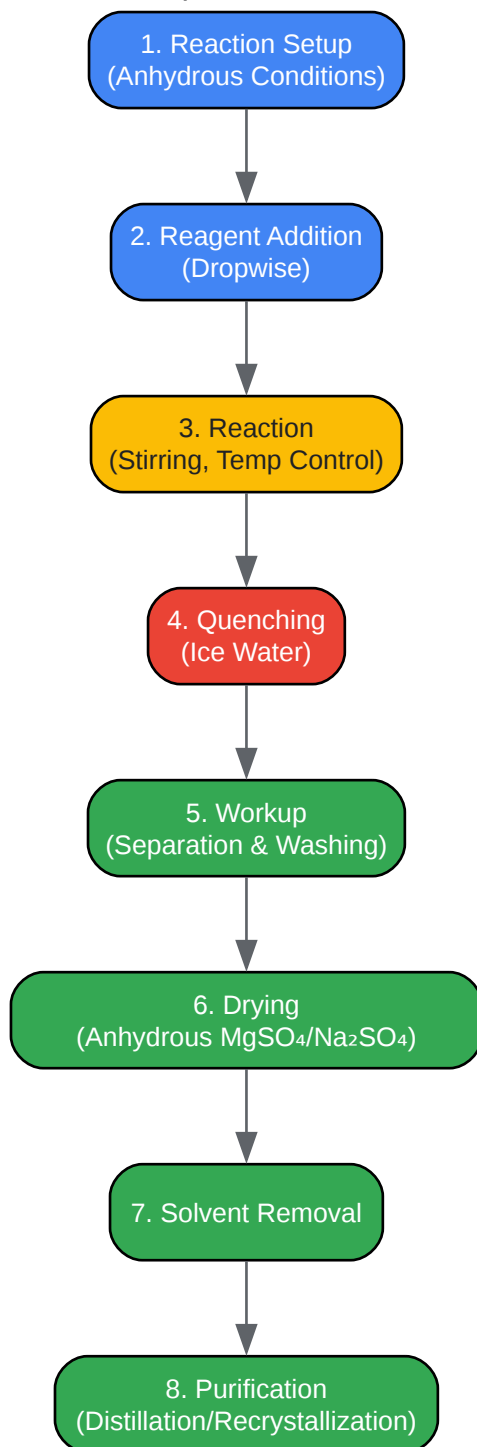 1. Reaction Setup
(Anhydrous Conditions)
2. Reagent Addition
(Dropwise)
3. Reaction
(Stirring, Temp Control)
4. Quenching
(Ice Water)
5. Workup
(Separation & Washing)
6. Drying
(Anhydrous MgSO₄/Na₂SO₄)
7. Solvent Removal
8. Purification
(Distillation/Recrystallization)